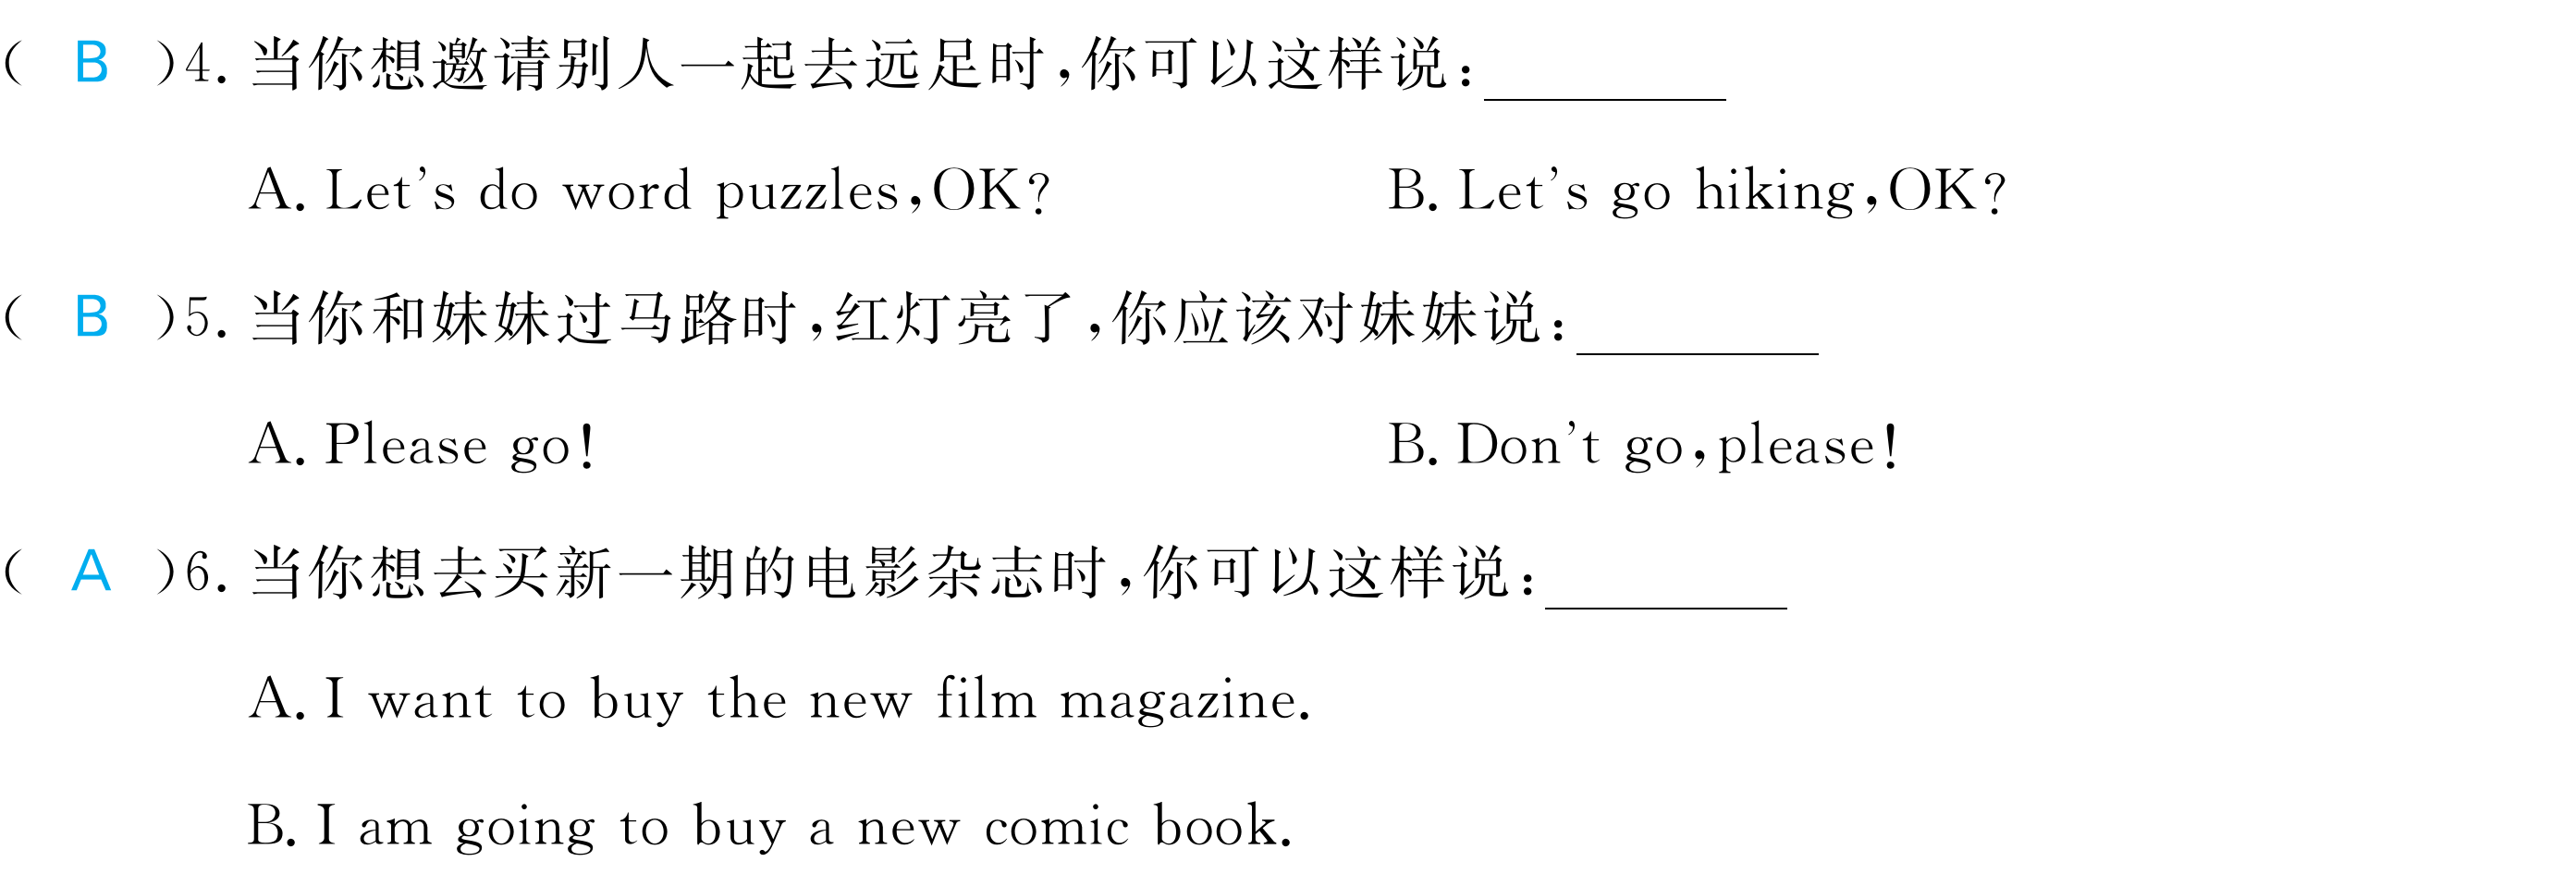 ( B )4. 当你想邀请别人一起去远足时,你可以这样说:________
A. Let's do word puzzles,OK? B. Let's go hiking,OK?
( B )5. 当你和妹妹过马路时,红灯亮了,你应该对妹妹说:________
A. Please go! B. Don't go,please!
( A )6. 当你想去买新一期的电影杂志时,你可以这样说:________
A. I want to buy the new film magazine.
B. I am going to buy a new comic book.